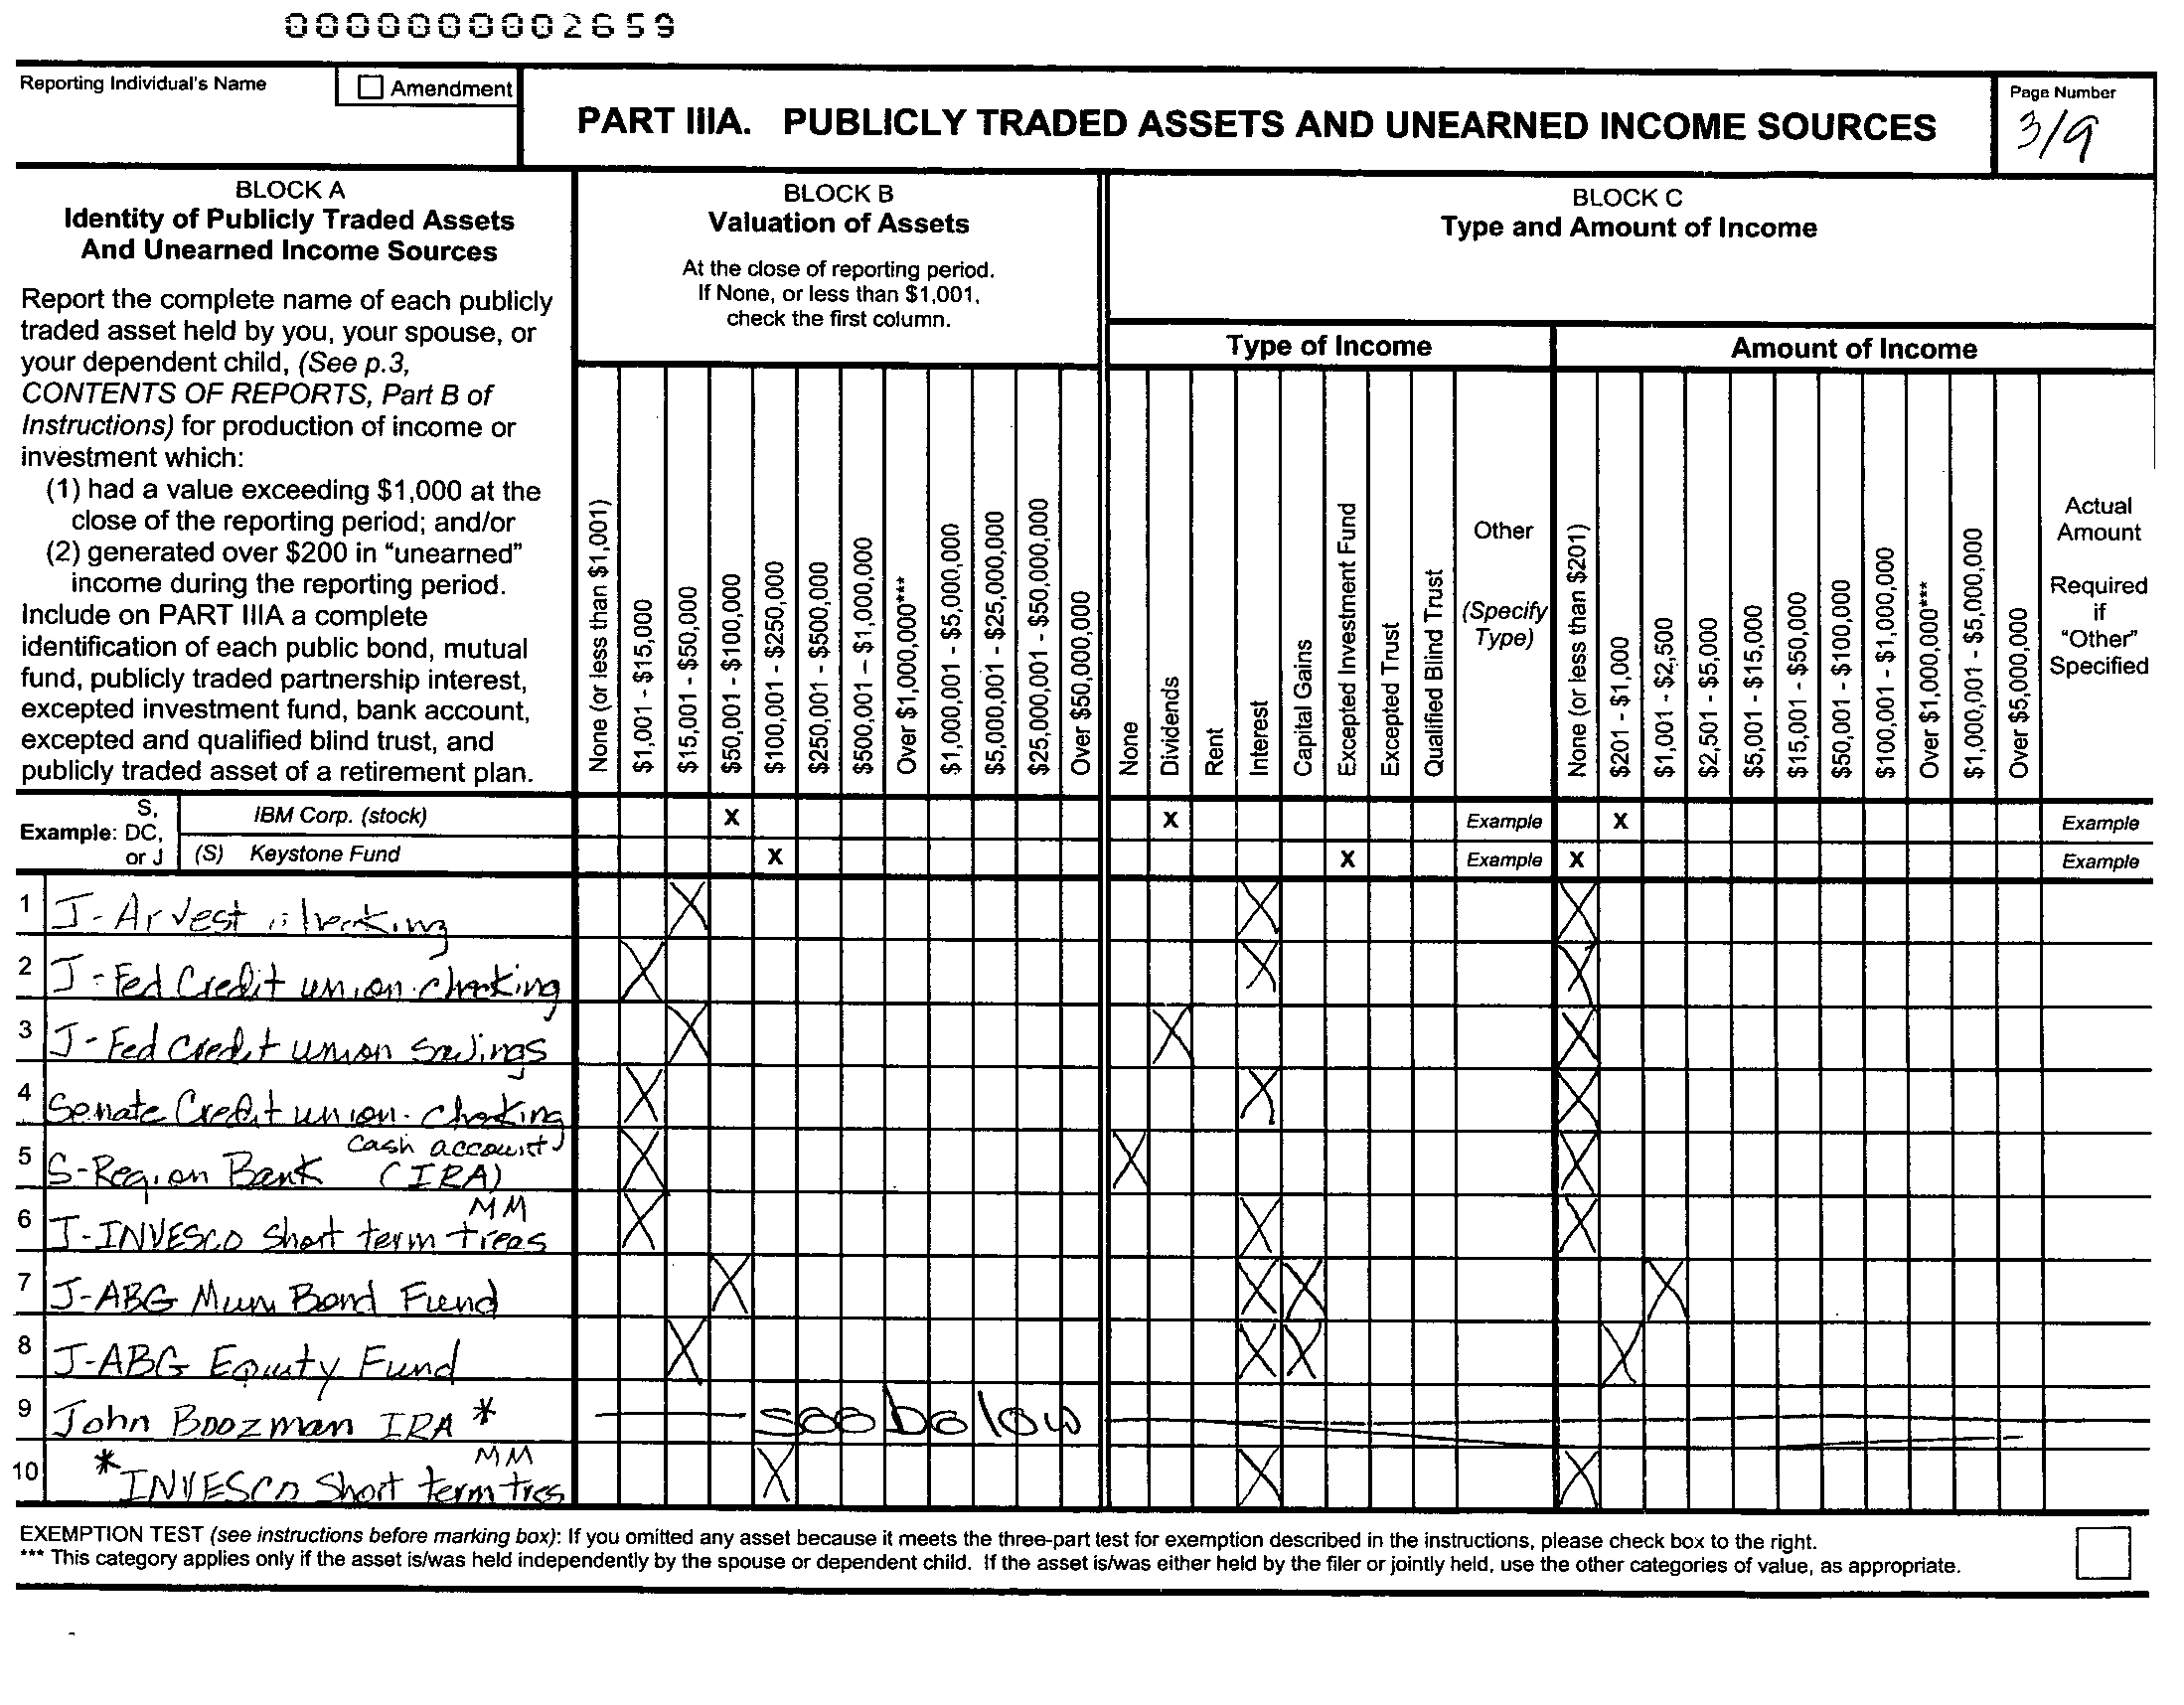 0000000002659
Reporting Individual's Name
Amendment
PART IIIA. PUBLICLY TRADED ASSETS AND UNEARNED INCOME SOURCES
Page Number
3/9
BLOCK A
Identity of Publicly Traded Assets
And Unearned Income Sources
Report the complete name of each publicly
traded asset held by you, your spouse, or
your dependent child, (See p.3,
CONTENTS OF REPORTS, Part B of
Instructions) for production of income or
investment which:
(1) had a value exceeding $1,000 at the
close of the reporting period; and/or
(2) generated over $200 in “unearned”
income during the reporting period.
Include on PART IIIA a complete
identification of each public bond, mutual
fund, publicly traded partnership interest,
excepted investment fund, bank account,
excepted and qualified blind trust, and
publicly traded asset of a retirement plan.
BLOCK B
Valuation of Assets
At the close of reporting period.
If None, or less than $1,001,
check the first column.
None (or less than $1,001)
$1,001 - $15,000
$15,001 - $50,000
$50,001 - $100,000
$100,001 - $250,000
$250,001 - $500,000
$500,001 – $1,000,000
Over $1,000,000***
$1,000,001 - $5,000,000
$5,000,001 - $25,000,000
$25,000,001 - $50,000,000
Over $50,000,000
BLOCK C
Type and Amount of Income
Type of Income
None
Dividends
Rent
Interest
Capital Gains
Excepted Investment Fund
Excepted Trust
Qualified Blind Trust
Other
(Specify
Type)
Amount of Income
None (or less than $201)
$201 - $1,000
$1,001 - $2,500
$2,501 - $5,000
$5,001 - $15,000
$15,001 - $50,000
$50,001 - $100,000
$100,001 - $1,000,000
Over $1,000,000***
$1,000,001 - $5,000,000
Over $5,000,000
Actual
Amount
Required
if
“Other”
Specified
Example: S, DC, or J
IBM Corp. (stock) X X Example X Example
(S) Keystone Fund X X Example X Example
1 J-Arvest checking X X X
2 J-Fed Credit union checking X X X
3 J-Fed Credit union savings X X X
4 Senate Credit union. checking X X X
5 S-Region Bank cash account (IRA) X X X
6 J-INVESCO short term treas MM X X X
7 J-ABG Muni Bond Fund X X X X
8 J-ABG Equity Fund X X X X
9 John Boozman IRA * see below
10 * INVESCO Short term tres MM X X X
EXEMPTION TEST (see instructions before marking box): If you omitted any asset because it meets the three-part test for exemption described in the instructions, please check box to the right.
*** This category applies only if the asset is/was held independently by the spouse or dependent child. If the asset is/was either held by the filer or jointly held, use the other categories of value, as appropriate.